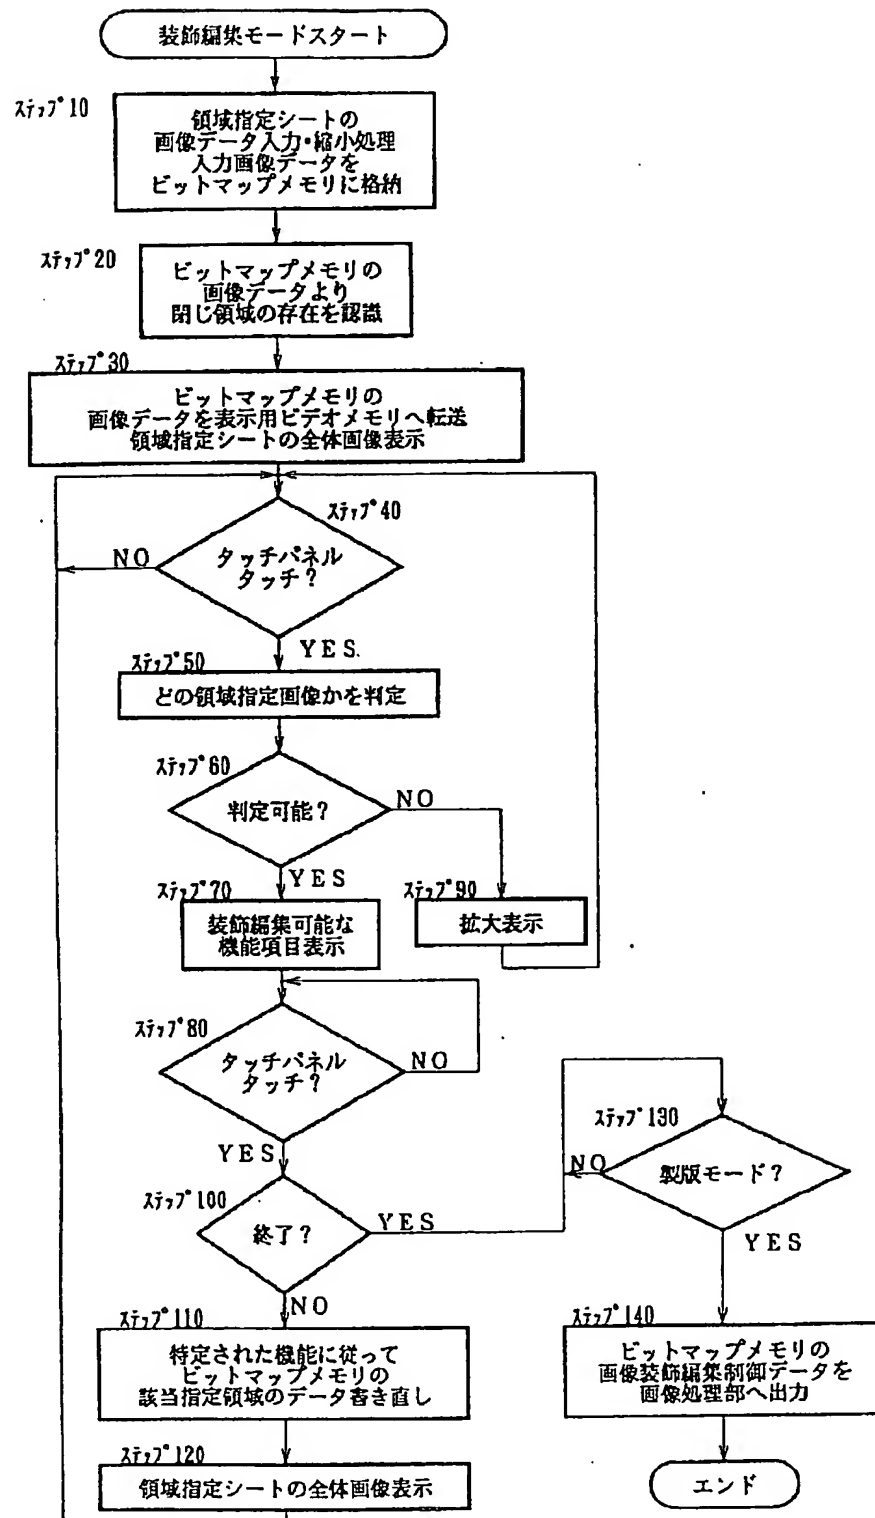 装飾編集モードスタート
ステップ10
領域指定シートの
画像データ入力・縮小処理
入力画像データを
ビットマップメモリに格納
ステップ20
ビットマップメモリの
画像データより
閉じ領域の存在を認識
ステップ30
ビットマップメモリの
画像データを表示用ビデオメモリへ転送
領域指定シートの全体画像表示
ステップ40
タッチパネル
タッチ?
NO
YES
ステップ50
どの領域指定画像かを判定
ステップ60
判定可能?
NO
YES
ステップ70
装飾編集可能な
機能項目表示
ステップ90
拡大表示
ステップ80
タッチパネル
タッチ?
NO
YES
ステップ100
終了?
YES
NO
ステップ110
特定された機能に従って
ビットマップメモリの
該当指定領域のデータ書き直し
ステップ120
領域指定シートの全体画像表示
ステップ130
製版モード?
NO
YES
ステップ140
ビットマップメモリの
画像装飾編集制御データを
画像処理部へ出力
エンド